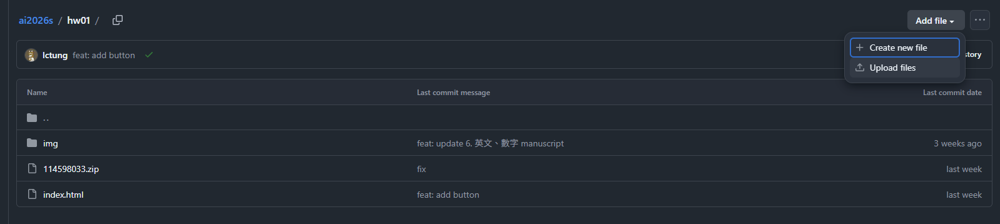 ai2026s / hw01 /
Add file
Create new file
Upload files
lctung feat: add button
story
Name Last commit message Last commit date
..
img feat: update 6. 英文、數字 manuscript 3 weeks ago
114598033.zip fix last week
index.html feat: add button last week